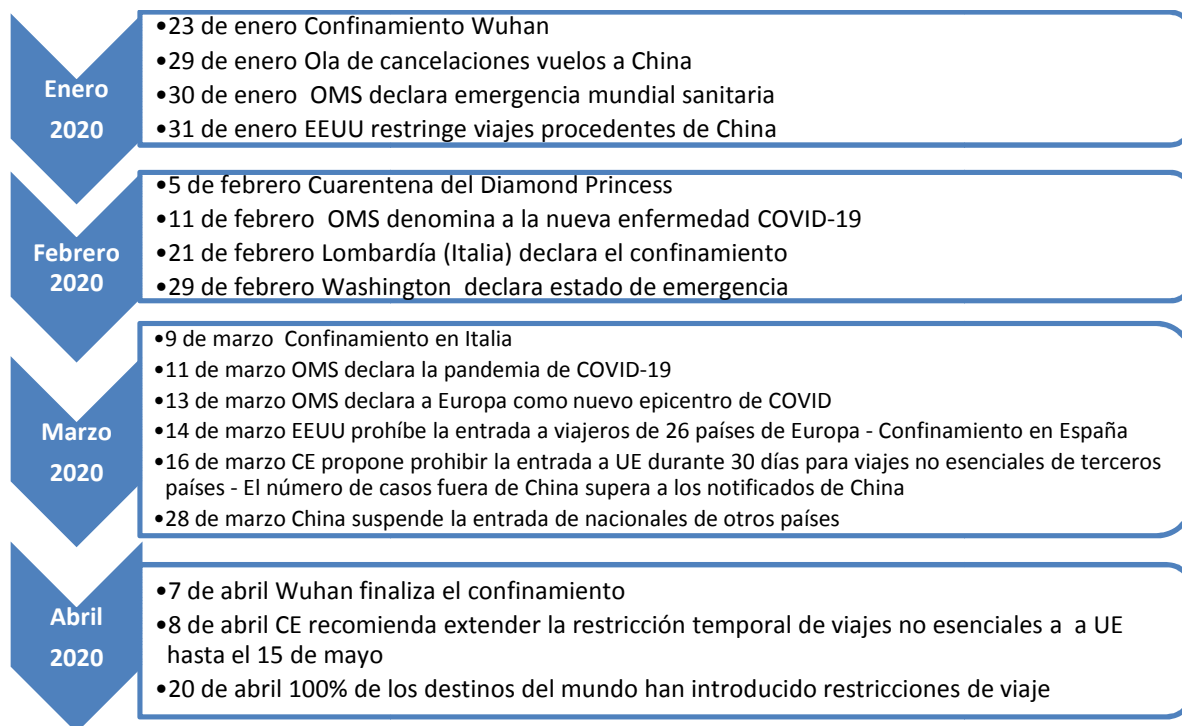 Enero
2020
•23 de enero Confinamiento Wuhan
•29 de enero Ola de cancelaciones vuelos a China
•30 de enero  OMS declara emergencia mundial sanitaria
•31 de enero EEUU restringe viajes procedentes de China
Febrero
2020
•5 de febrero Cuarentena del Diamond Princess
•11 de febrero  OMS denomina a la nueva enfermedad COVID-19
•21 de febrero Lombardía (Italia) declara el confinamiento
•29 de febrero Washington  declara estado de emergencia
Marzo
2020
•9 de marzo  Confinamiento en Italia
•11 de marzo OMS declara la pandemia de COVID-19
•13 de marzo OMS declara a Europa como nuevo epicentro de COVID
•14 de marzo EEUU prohíbe la entrada a viajeros de 26 países de Europa - Confinamiento en España
•16 de marzo CE propone prohibir la entrada a UE durante 30 días para viajes no esenciales de terceros
países - El número de casos fuera de China supera a los notificados de China
•28 de marzo China suspende la entrada de nacionales de otros países
Abril
2020
•7 de abril Wuhan finaliza el confinamiento
•8 de abril CE recomienda extender la restricción temporal de viajes no esenciales a  a UE
hasta el 15 de mayo
•20 de abril 100% de los destinos del mundo han introducido restricciones de viaje